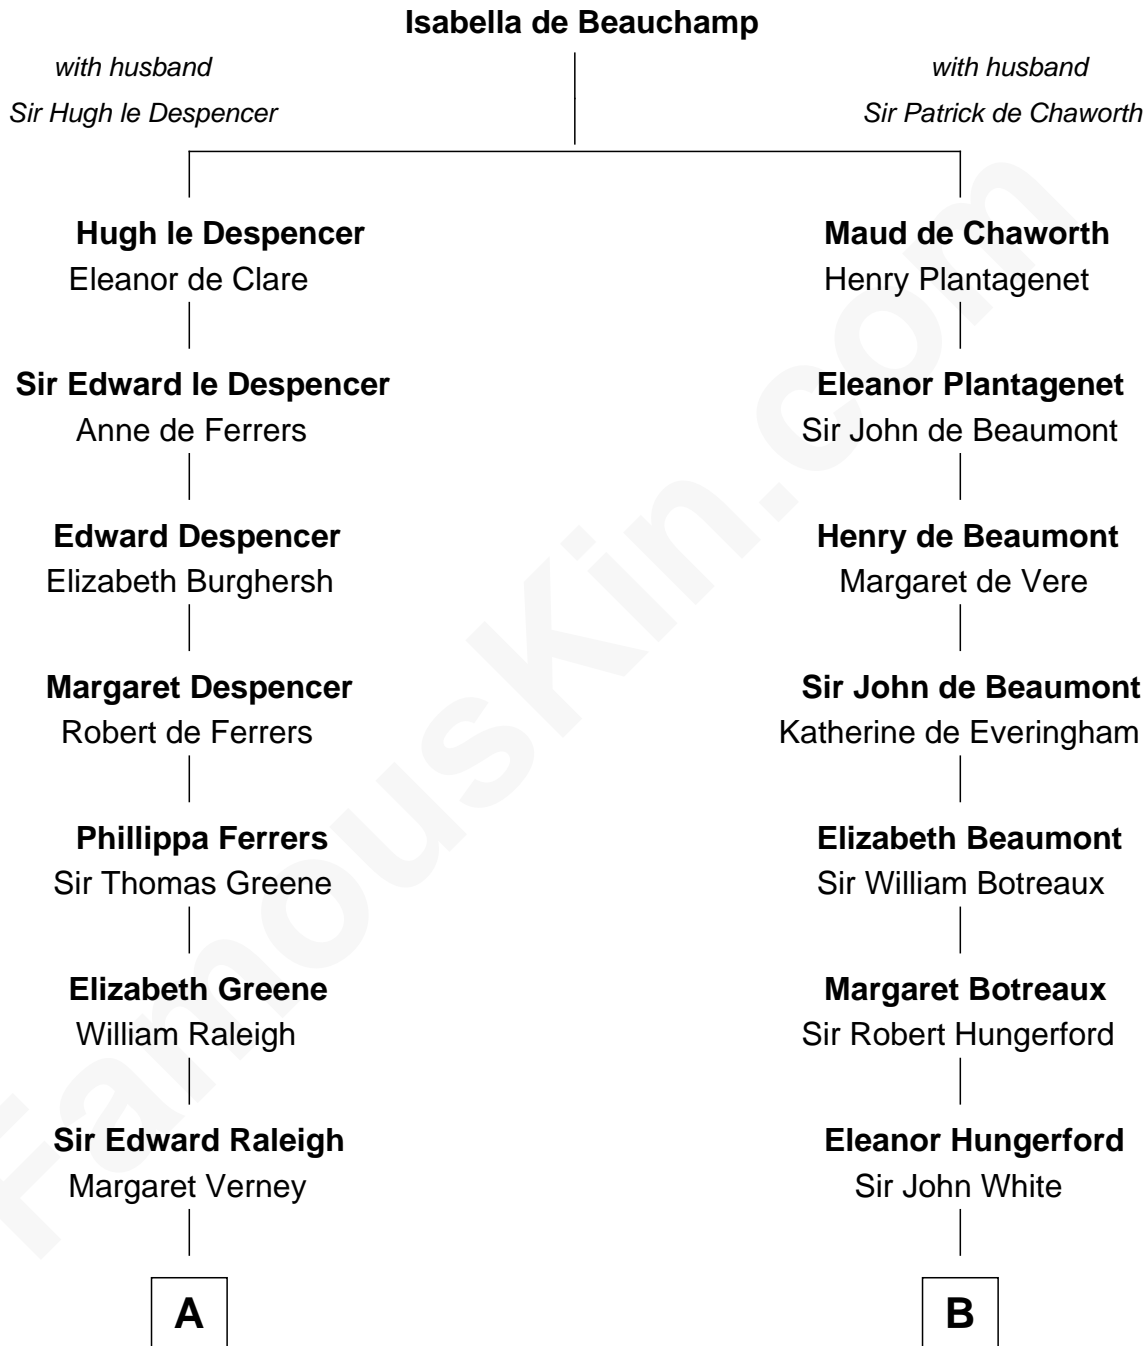 Isabella de Beauchamp
with husband
Sir Hugh le Despencer
with husband
Sir Patrick de Chaworth
Hugh le Despencer
Eleanor de Clare
Maud de Chaworth
Henry Plantagenet
Sir Edward le Despencer
Anne de Ferrers
Eleanor Plantagenet
Sir John de Beaumont
Edward Despencer
Elizabeth Burghersh
Henry de Beaumont
Margaret de Vere
Margaret Despencer
Robert de Ferrers
Sir John de Beaumont
Katherine de Everingham
Phillippa Ferrers
Sir Thomas Greene
Elizabeth Beaumont
Sir William Botreaux
Elizabeth Greene
William Raleigh
Margaret Botreaux
Sir Robert Hungerford
Sir Edward Raleigh
Margaret Verney
Eleanor Hungerford
Sir John White
A
B
FamousKin.com